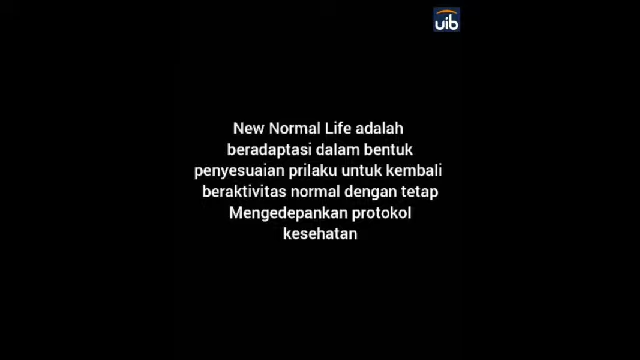 uib
New Normal Life adalah
beradaptasi dalam bentuk
penyesuaian prilaku untuk kembali
beraktivitas normal dengan tetap
Mengedepankan protokol
kesehatan